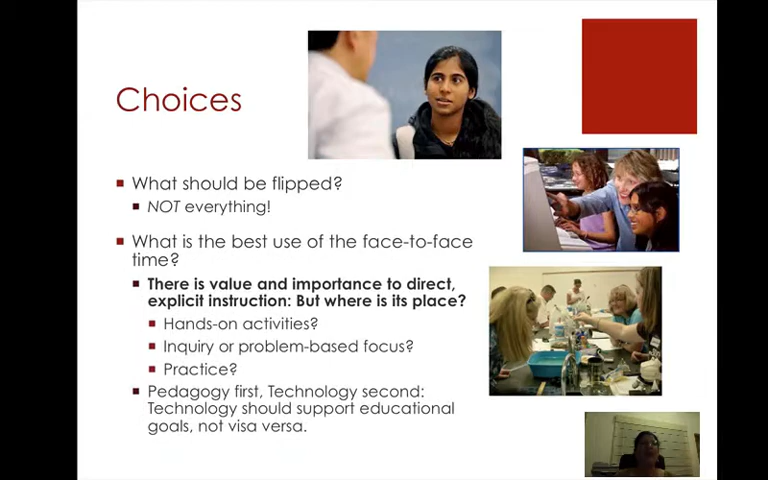 Choices
What should be flipped?
NOT everything!
What is the best use of the face-to-face
time?
There is value and importance to direct,
explicit instruction: But where is its place?
Hands-on activities?
Inquiry or problem-based focus?
Practice?
Pedagogy first, Technology second:
Technology should support educational
goals, not visa versa.